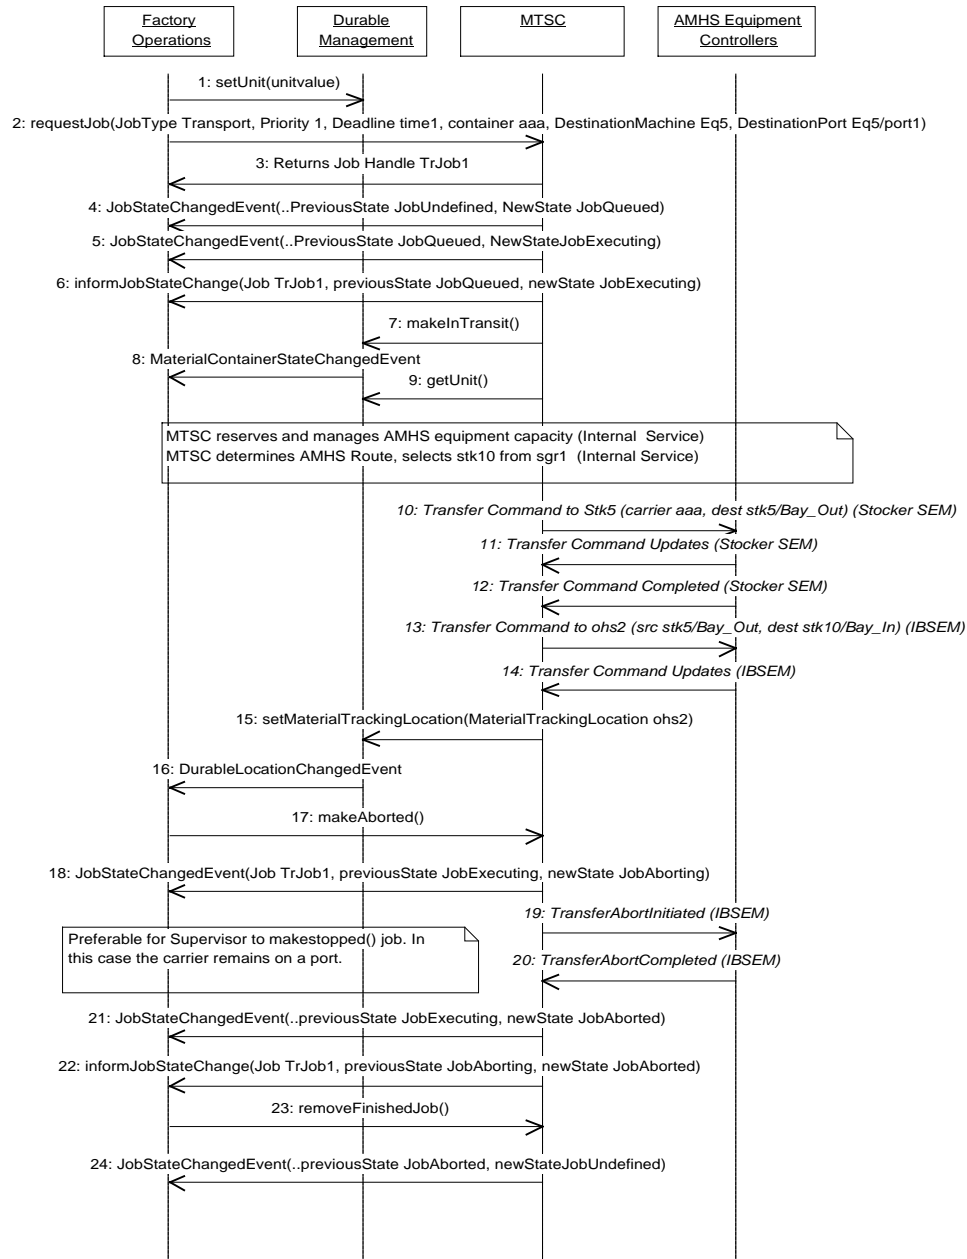 Factory
Operations
Durable
Management
MTSC
AMHS Equipment
Controllers
1: setUnit(unitvalue)
2: requestJob(JobType Transport, Priority 1, Deadline time1, container aaa, DestinationMachine Eq5, DestinationPort Eq5/port1)
3: Returns Job Handle TrJob1
4: JobStateChangedEvent(..PreviousState JobUndefined, NewState JobQueued)
5: JobStateChangedEvent(..PreviousState JobQueued, NewStateJobExecuting)
6: informJobStateChange(Job TrJob1, previousState JobQueued, newState JobExecuting)
7: makeInTransit()
8: MaterialContainerStateChangedEvent
9: getUnit()
MTSC reserves and manages AMHS equipment capacity (Internal Service)
MTSC determines AMHS Route, selects stk10 from sgr1 (Internal Service)
10: Transfer Command to Stk5 (carrier aaa, dest stk5/Bay_Out) (Stocker SEM)
11: Transfer Command Updates (Stocker SEM)
12: Transfer Command Completed (Stocker SEM)
13: Transfer Command to ohs2 (src stk5/Bay_Out, dest stk10/Bay_In) (IBSEM)
14: Transfer Command Updates (IBSEM)
15: setMaterialTrackingLocation(MaterialTrackingLocation ohs2)
16: DurableLocationChangedEvent
17: makeAborted()
18: JobStateChangedEvent(Job TrJob1, previousState JobExecuting, newState JobAborting)
19: TransferAbortInitiated (IBSEM)
Preferable for Supervisor to makestopped() job. In
this case the carrier remains on a port.
20: TransferAbortCompleted (IBSEM)
21: JobStateChangedEvent(..previousState JobExecuting, newState JobAborted)
22: informJobStateChange(Job TrJob1, previousState JobAborting, newState JobAborted)
23: removeFinishedJob()
24: JobStateChangedEvent(..previousState JobAborted, newStateJobUndefined)